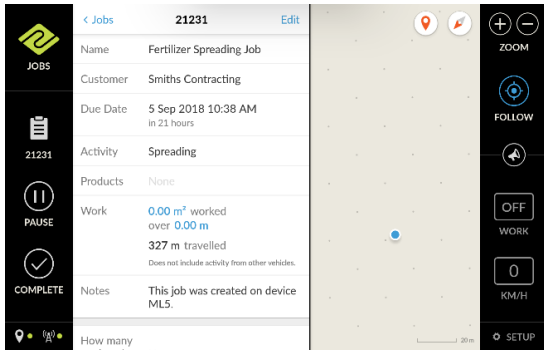 JOBS
21231
PAUSE
COMPLETE
< Jobs
21231
Edit
Name Fertilizer Spreading Job
Customer Smiths Contracting
Due Date 5 Sep 2018 10:38 AM
in 21 hours
Activity Spreading
Products None
Work 0.00 m² worked
over 0.00 m
327 m travelled
Does not include activity from other vehicles.
Notes This job was created on device
ML5.
How many
20m
ZOOM
FOLLOW
OFF
WORK
0
KM/H
SETUP